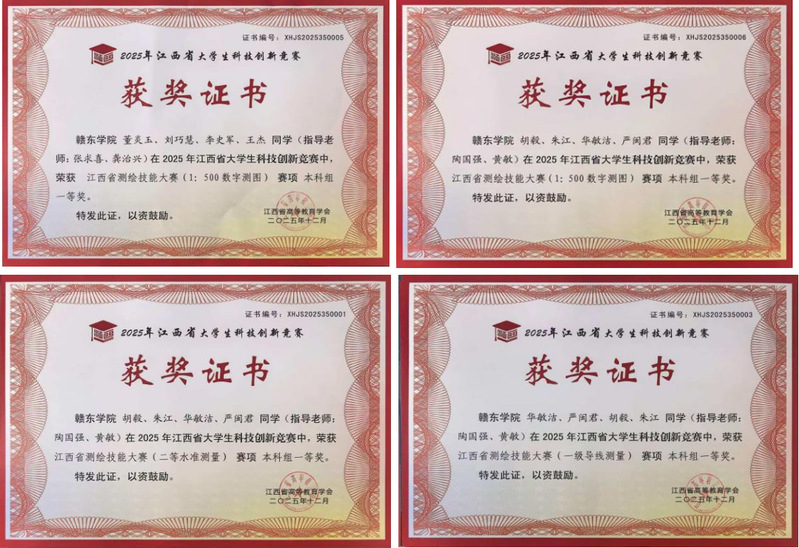 证书编号：XHJS2025350005
2025年江西省大学生科技创新竞赛
获奖证书
赣东学院 董炎玉、刘巧慧、李史军、王杰 同学（指导老
师：张求喜、龚治兴）在 2025 年江西省大学生科技创新竞赛中，
荣获 江西省测绘技能大赛（1：500 数字测图） 赛项 本科组
一等奖。
特发此证，以资鼓励。
江西省高等教育学会
二〇二五年十二月
证书编号：XHJS2025350006
2025年江西省大学生科技创新竞赛
获奖证书
赣东学院 胡毅、朱江、华敏洁、严闽君 同学（指导老师：
陶国强、黄敏）在 2025 年江西省大学生科技创新竞赛中，荣获
江西省测绘技能大赛（1：500 数字测图） 赛项 本科组一等奖。
特发此证，以资鼓励。
江西省高等教育学会
二〇二五年十二月
证书编号：XHJS2025350001
2025年江西省大学生科技创新竞赛
获奖证书
赣东学院 胡毅、朱江、华敏洁、严闽君 同学（指导老师：
陶国强、黄敏）在 2025 年江西省大学生科技创新竞赛中，荣获
江西省测绘技能大赛（二等水准测量） 赛项 本科组一等奖。
特发此证，以资鼓励。
江西省高等教育学会
二〇二五年十二月
证书编号：XHJS2025350003
2025年江西省大学生科技创新竞赛
获奖证书
赣东学院 华敏洁、严闽君、胡毅、朱江 同学（指导老师：
陶国强、黄敏）在 2025 年江西省大学生科技创新竞赛中，荣获
江西省测绘技能大赛（一级导线测量） 赛项 本科组一等奖。
特发此证，以资鼓励。
江西省高等教育学会
二〇二五年十二月